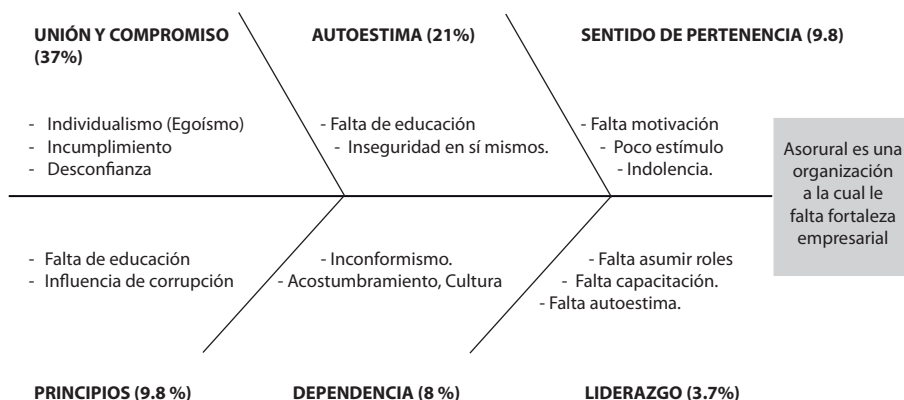 UNIÓN Y COMPROMISO
(37%)
AUTOESTIMA (21%)
SENTIDO DE PERTENENCIA (9.8)
- Individualismo (Egoísmo)
- Incumplimiento
- Desconfianza
- Falta de educación
- Inseguridad en sí mismos.
- Falta motivación
- Poco estímulo
- Indolencia.
Asorural es una
organización
a la cual le
falta fortaleza
empresarial
- Falta de educación
- Influencia de corrupción
- Inconformismo.
- Acostumbramiento, Cultura
- Falta asumir roles
- Falta capacitación.
- Falta autoestima.
PRINCIPIOS (9.8 %)
DEPENDENCIA (8 %)
LIDERAZGO (3.7%)